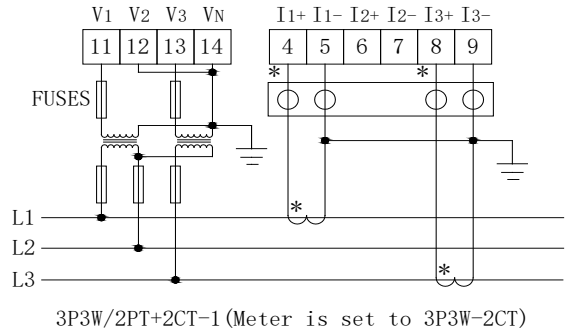 V1 V2 V3 VN I1+ I1- I2+ I2- I3+ I3-
11 12 13 14 4 5 6 7 8 9
* *
FUSES
*
L1
L2
*
L3
3P3W/2PT+2CT-1(Meter is set to 3P3W-2CT)